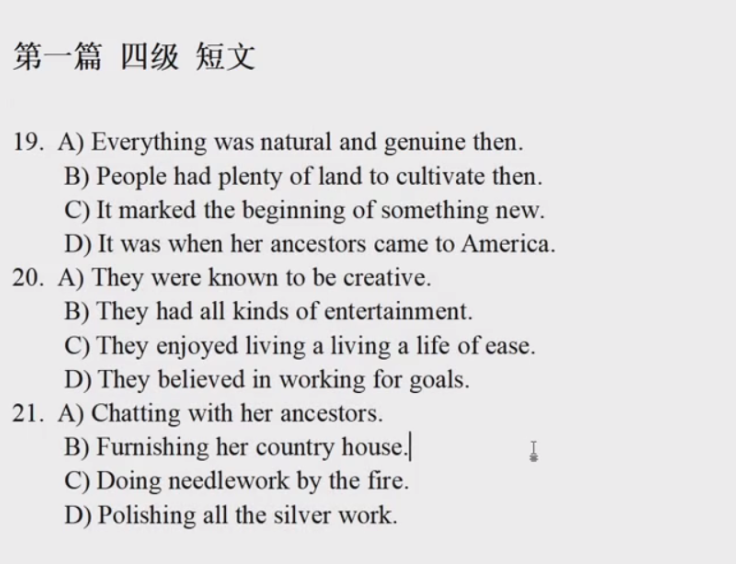 第一篇 四级 短文
19. A) Everything was natural and genuine then.
B) People had plenty of land to cultivate then.
C) It marked the beginning of something new.
D) It was when her ancestors came to America.
20. A) They were known to be creative.
B) They had all kinds of entertainment.
C) They enjoyed living a living a life of ease.
D) They believed in working for goals.
21. A) Chatting with her ancestors.
B) Furnishing her country house.
C) Doing needlework by the fire.
D) Polishing all the silver work.